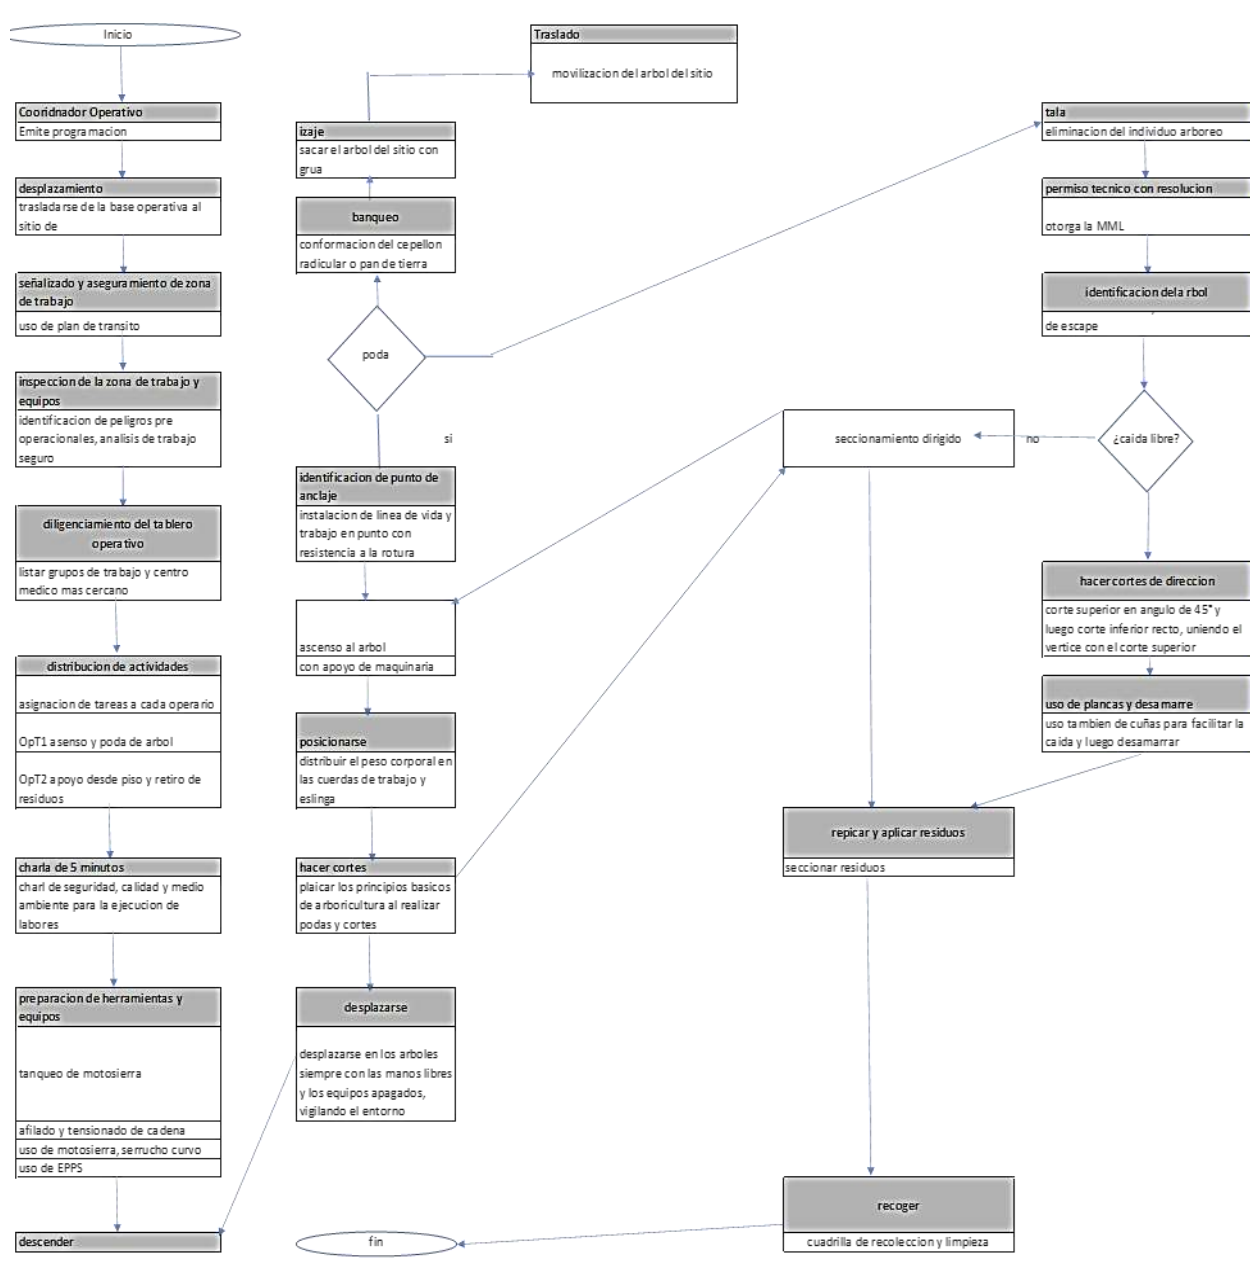 Inicio
Cooridnador Operativo
Emite programacion
desplazamiento
trasladarse de la base operativa al
sitio de
señalizado y aseguramiento de zona
de trabajo
uso de plan de transito
inspeccion de la zona de trabajo y
equipos
identificacion de peligros pre
operacionales, analisis de trabajo
seguro
diligenciamiento del tablero
operativo
listar grupos de trabajo y centro
medico mas cercano
distribucion de actividades
asignacion de tareas a cada operario
OpT1 asenso y poda de arbol
OpT2 apoyo desde piso y retiro de
residuos
charla de 5 minutos
charl de seguridad, calidad y medio
ambiente para la ejecucion de
labores
preparacion de herramientas y
equipos
tanqueo de motosierra
afilado y tensionado de cadena
uso de motosierra, serrucho curvo
uso de EPPS
descender
Traslado
movilizacion del arbol del sitio
izaje
sacar el arbol del sitio con
grua
banqueo
conformacion del cepellon
radicular o pan de tierra
poda
si
identificacion de punto de
anclaje
instalacion de linea de vida y
trabajo en punto con
resistencia a la rotura
ascenso al arbol
con apoyo de maquinaria
posicionarse
distribuir el peso corporal en
las cuerdas de trabajo y
eslinga
hacer cortes
plaicar los principios basicos
de arboricultura al realizar
podas y cortes
desplazarse
desplazarse en los arboles
siempre con las manos libres
y los equipos apagados,
vigilando el entorno
fin
seccionamiento dirigido
no
repicar y aplicar residuos
seccionar residuos
recoger
cuadrilla de recoleccion y limpieza
tala
eliminacion del individuo arboreo
permiso tecnico con resolucion
otorga la MML
identificacion dela rbol
de escape
¿caida libre?
hacer cortes de direccion
corte superior en angulo de 45° y
luego corte inferior recto, uniendo el
vertice con el corte superior
uso de plancas y desamarre
uso tambien de cuñas para facilitar la
caida y luego desamarrar